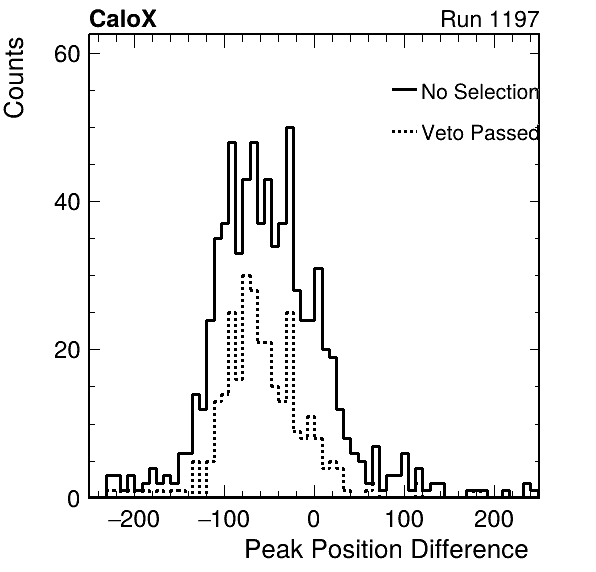 CaloX Run 1197
Counts
60
40
20
0
No Selection
Veto Passed
−200 −100 0 100 200
Peak Position Difference